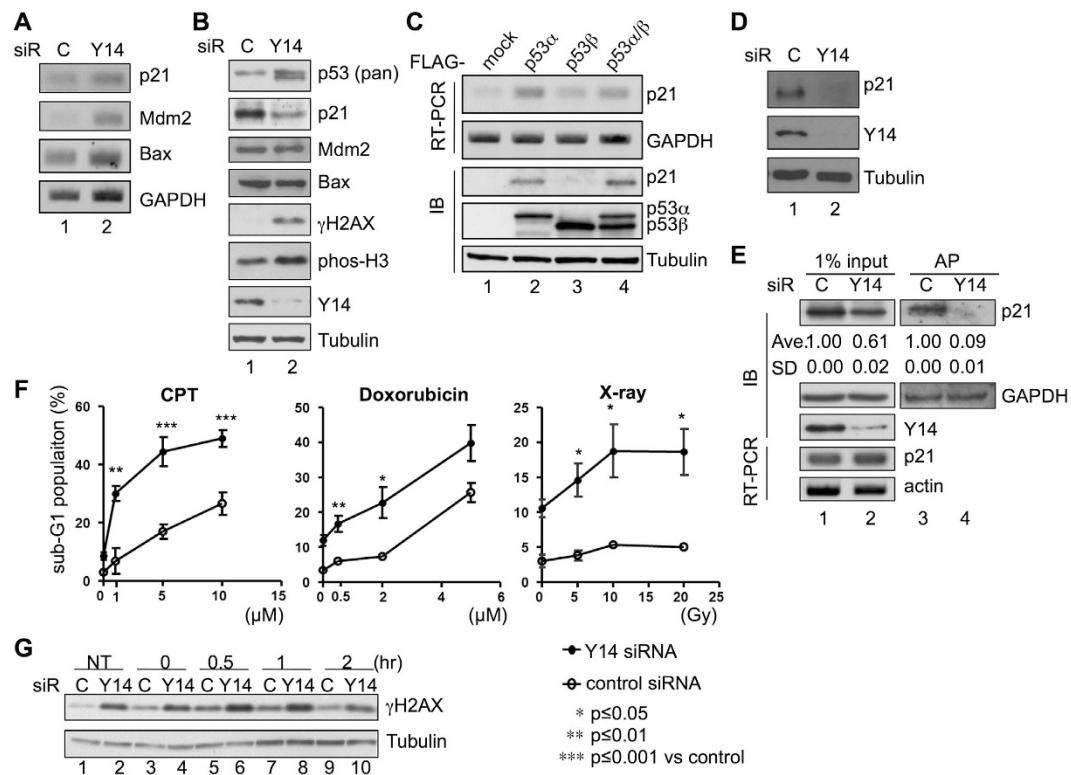 A
siR C Y14
p21
Mdm2
Bax
GAPDH
1 2
B
siR C Y14
p53 (pan)
p21
Mdm2
Bax
γH2AX
phos-H3
Y14
Tubulin
1 2
C
FLAG- mock p53α p53β p53α/β
RT-PCR
p21
GAPDH
IB
p21
p53α
p53β
Tubulin
1 2 3 4
D
siR C Y14
p21
Y14
Tubulin
1 2
E
1% input AP
siR C Y14 C Y14
IB
p21
Ave.1.00 0.61 1.00 0.09
SD 0.00 0.02 0.00 0.01
GAPDH
Y14
RT-PCR
p21
actin
1 2 3 4
F
sub-G1 populaiton (%)
CPT
60
40
20
0
** *** ***
0 1 5 10 15
(μM)
Doxorubicin
50
40
30
20
10
0
** *
0 0.5 2 4 6
(μM)
X-ray
25
20
15
10
5
0
* * *
0 5 10 15 20 25
(Gy)
Y14 siRNA
control siRNA
* p≤0.05
** p≤0.01
*** p≤0.001 vs control
G
NT 0 0.5 1 2 (hr)
siR C Y14 C Y14 C Y14 C Y14 C Y14
γH2AX
Tubulin
1 2 3 4 5 6 7 8 9 10